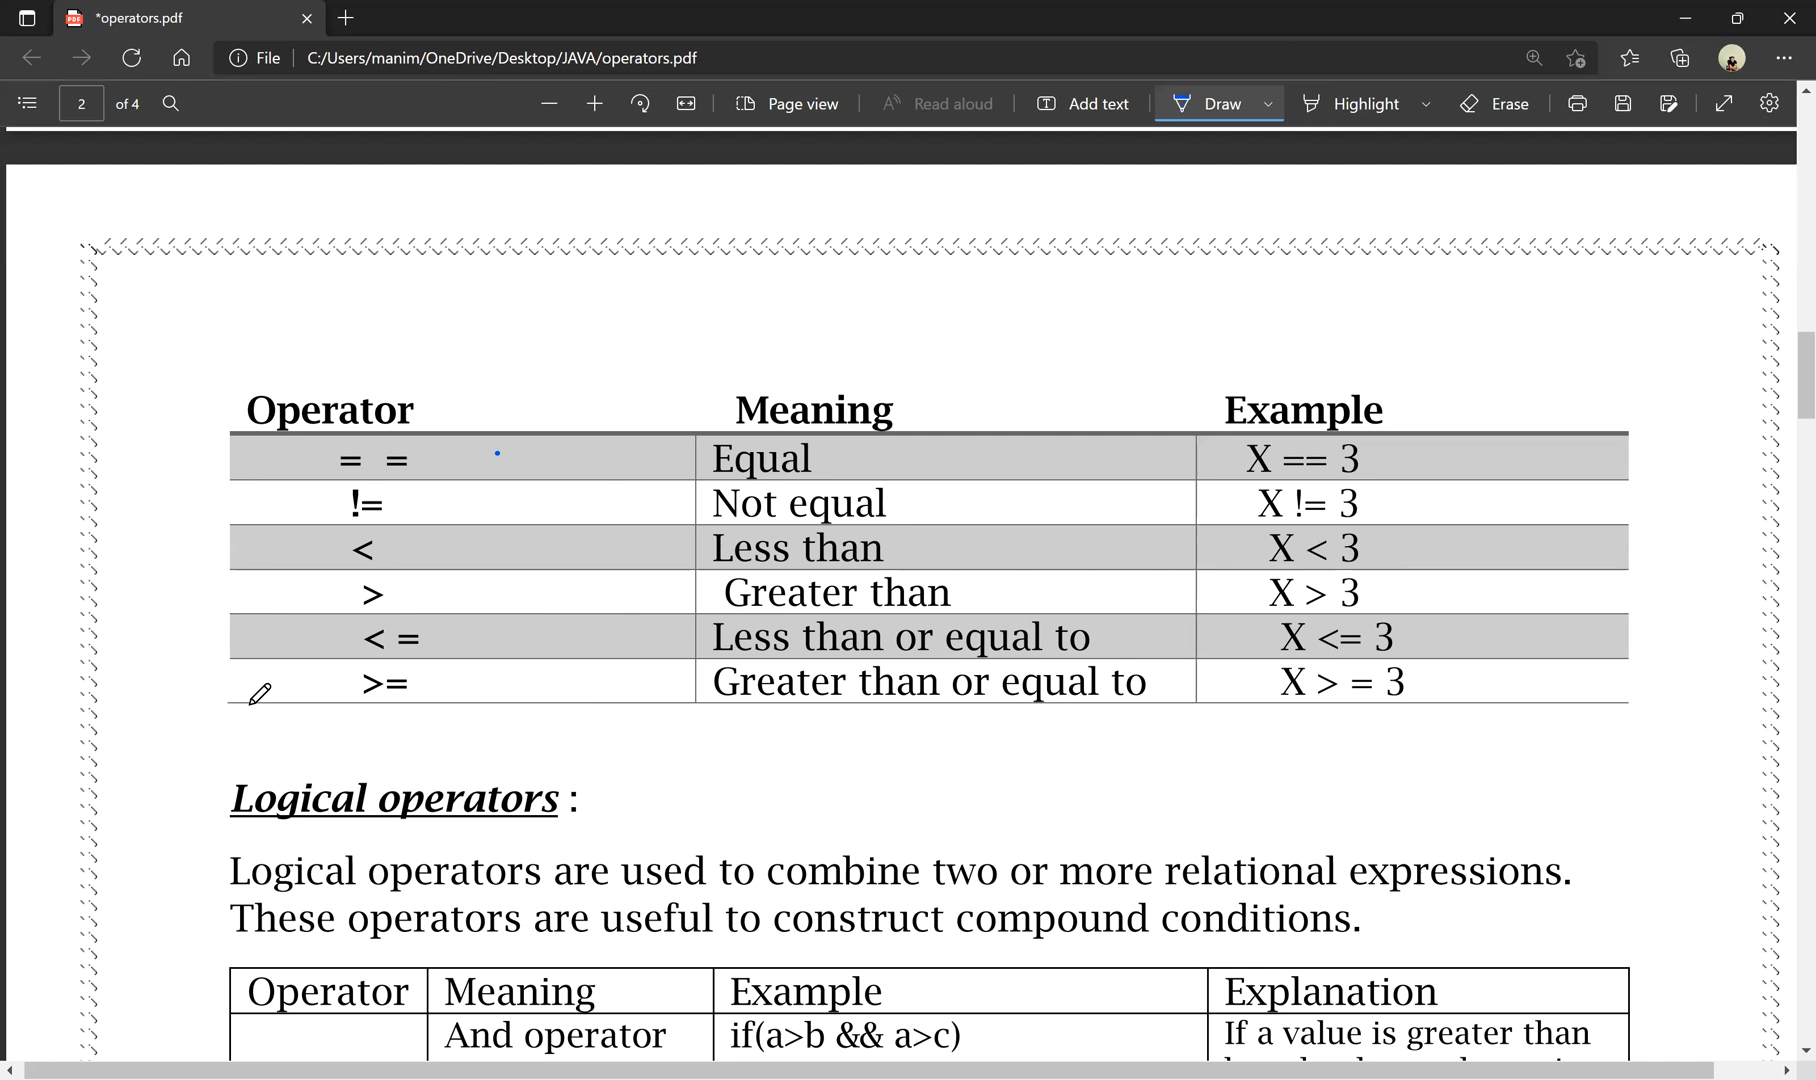 *operators.pdf
File C:/Users/manim/OneDrive/Desktop/JAVA/operators.pdf
2 of 4 Page view Read aloud Add text Draw Highlight Erase
Operator Meaning Example
= = Equal X == 3
!= Not equal X != 3
< Less than X < 3
> Greater than X > 3
< = Less than or equal to X <= 3
>= Greater than or equal to X > = 3
Logical operators :
Logical operators are used to combine two or more relational expressions.
These operators are useful to construct compound conditions.
Operator Meaning Example Explanation
And operator if(a>b && a>c) If a value is greater than